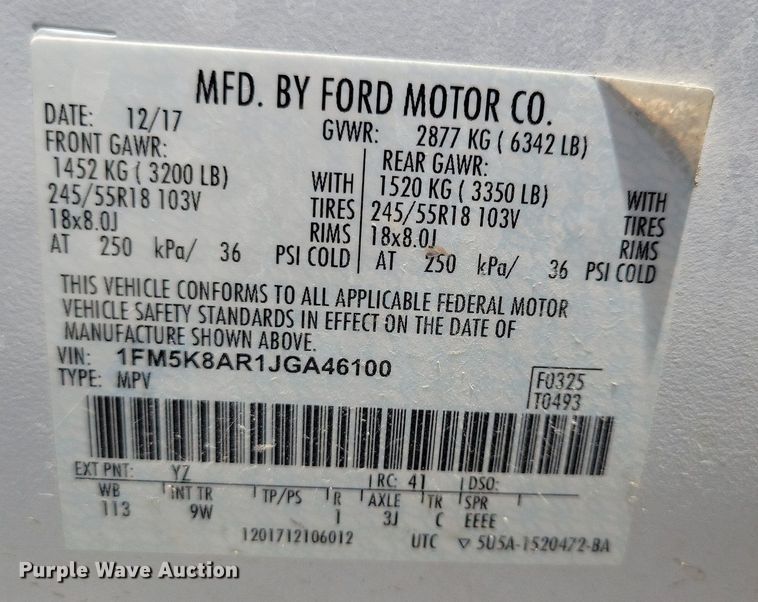 MFD. BY FORD MOTOR CO.
DATE: 12/17 GVWR: 2877 KG ( 6342 LB)
FRONT GAWR: REAR GAWR:
1452 KG ( 3200 LB) WITH 1520 KG ( 3350 LB) WITH
245/55R18 103V TIRES 245/55R18 103V TIRES
18x8.0J RIMS 18x8.0J RIMS
AT 250 kPa/ 36 PSI COLD AT 250 kPa/ 36 PSI COLD
THIS VEHICLE CONFORMS TO ALL APPLICABLE FEDERAL MOTOR
VEHICLE SAFETY STANDARDS IN EFFECT ON THE DATE OF
MANUFACTURE SHOWN ABOVE.
VIN: 1FM5K8AR1JGA46100
TYPE: MPV
F0325
T0493
EXT PNT: YZ RC: 41 DSO:
WB INT TR TP/PS R AXLE TR SPR
113 9W 1 3J C EEEE
1201712106012 UTC ▽ 5U5A-1520472-BA
Purple Wave Auction